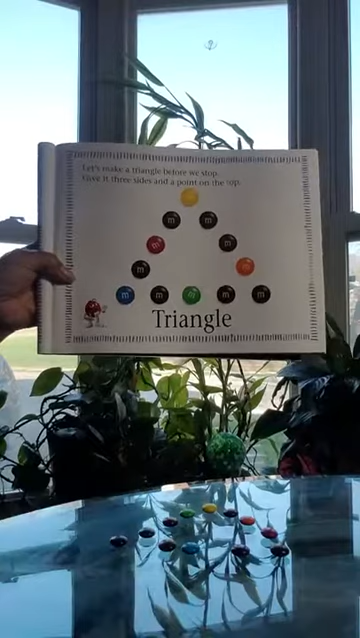 Let's make a triangle before we stop.
Give it three sides and a point on the top.
m m
m m
m
m m m m m
Triangle